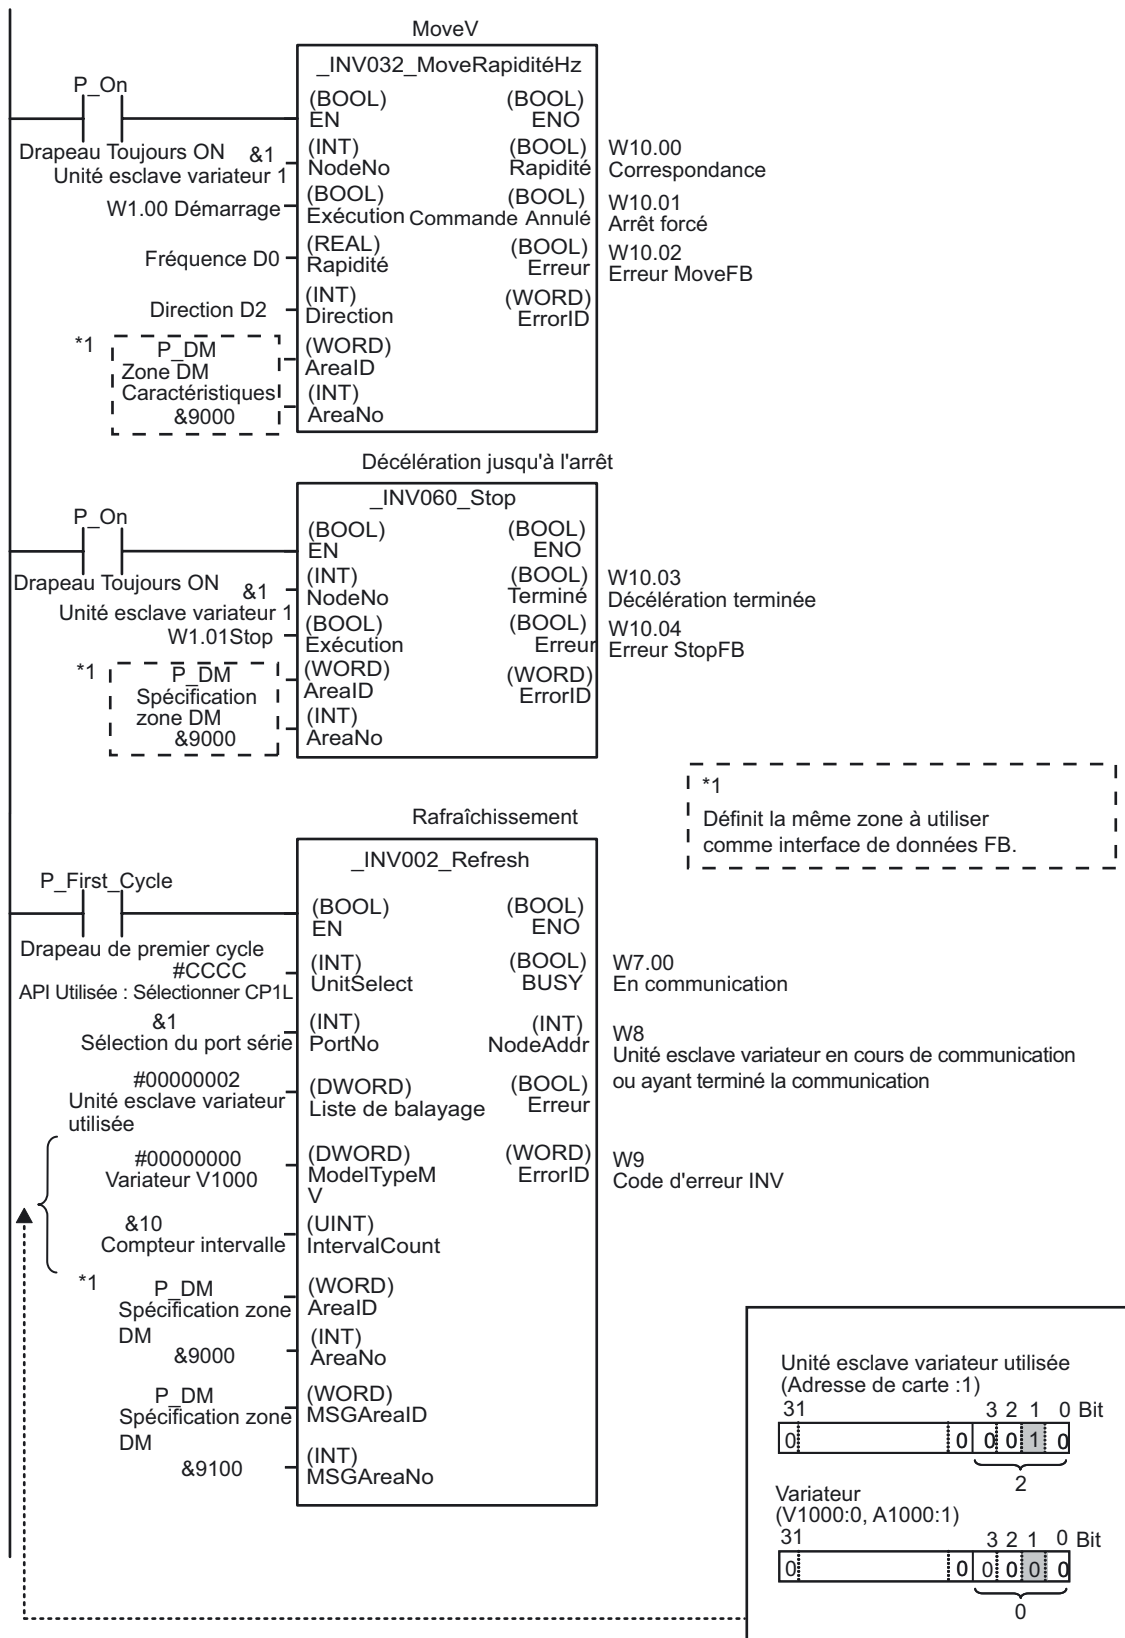 MoveV
_INV032_MoveRapiditéHz
P_On
(BOOL)
EN
(BOOL)
ENO
Drapeau Toujours ON
&1
Unité esclave variateur 1
(INT)
NodeNo
(BOOL)
Rapidité
W10.00
Correspondance
W1.00 Démarrage
(BOOL)
Exécution
(BOOL)
Commande Annulé
W10.01
Arrêt forcé
Fréquence D0
(REAL)
Rapidité
(BOOL)
Erreur
W10.02
Erreur MoveFB
Direction D2
(INT)
Direction
(WORD)
ErrorID
*1
P_DM
Zone DM
Caractéristiques
&9000
(WORD)
AreaID
(INT)
AreaNo
Décélération jusqu'à l'arrêt
_INV060_Stop
P_On
(BOOL)
EN
(BOOL)
ENO
Drapeau Toujours ON
&1
Unité esclave variateur 1
(INT)
NodeNo
(BOOL)
Terminé
W10.03
Décélération terminée
W1.01Stop
(BOOL)
Exécution
(BOOL)
Erreur
W10.04
Erreur StopFB
*1
P_DM
Spécification
zone DM
&9000
(WORD)
AreaID
(WORD)
ErrorID
(INT)
AreaNo
*1
Définit la même zone à utiliser
comme interface de données FB.
Rafraîchissement
_INV002_Refresh
P_First_Cycle
(BOOL)
EN
(BOOL)
ENO
Drapeau de premier cycle
#CCCC
API Utilisée : Sélectionner CP1L
(INT)
UnitSelect
(BOOL)
BUSY
W7.00
En communication
&1
Sélection du port série
(INT)
PortNo
(INT)
NodeAddr
W8
Unité esclave variateur en cours de communication
ou ayant terminé la communication
#00000002
Unité esclave variateur
utilisée
(DWORD)
Liste de balayage
(BOOL)
Erreur
#00000000
Variateur V1000
(DWORD)
ModelTypeM
V
(WORD)
ErrorID
W9
Code d'erreur INV
&10
Compteur intervalle
(UINT)
IntervalCount
*1
P_DM
Spécification zone
DM
(WORD)
AreaID
&9000
(INT)
AreaNo
P_DM
Spécification zone
DM
(WORD)
MSGAreaID
&9100
(INT)
MSGAreaNo
Unité esclave variateur utilisée
(Adresse de carte :1)
31 3 2 1 0 Bit
0 0 0 0 1 0
2
Variateur
(V1000:0, A1000:1)
31 3 2 1 0 Bit
0 0 0 0 0 0
0